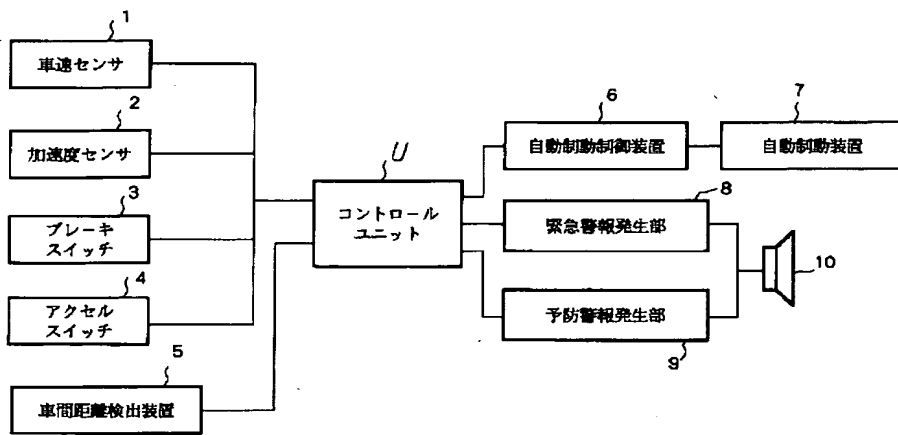 1
車速センサ
2
加速度センサ
3
ブレーキ
スイッチ
4
アクセル
スイッチ
5
車間距離検出装置
U
コントロール
ユニット
6
自動制動制御装置
7
自動制動装置
8
緊急警報発生部
予防警報発生部
9
10